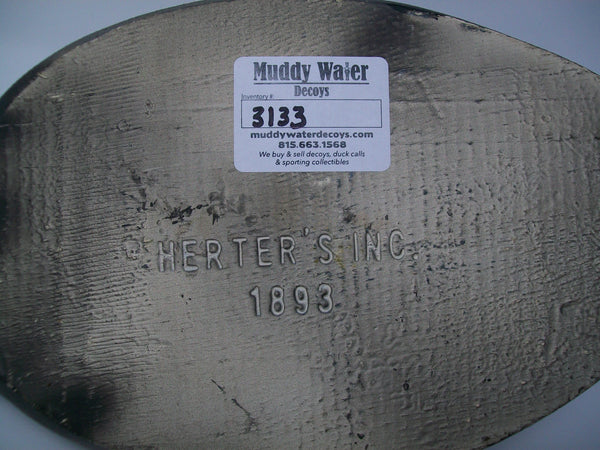 Muddy Water
Decoys
Inventory #:
3133
muddywaterdecoys.com
815.663.1568
We buy & sell decoys, duck calls
& sporting collectibles
HERTER'S INC.
1893